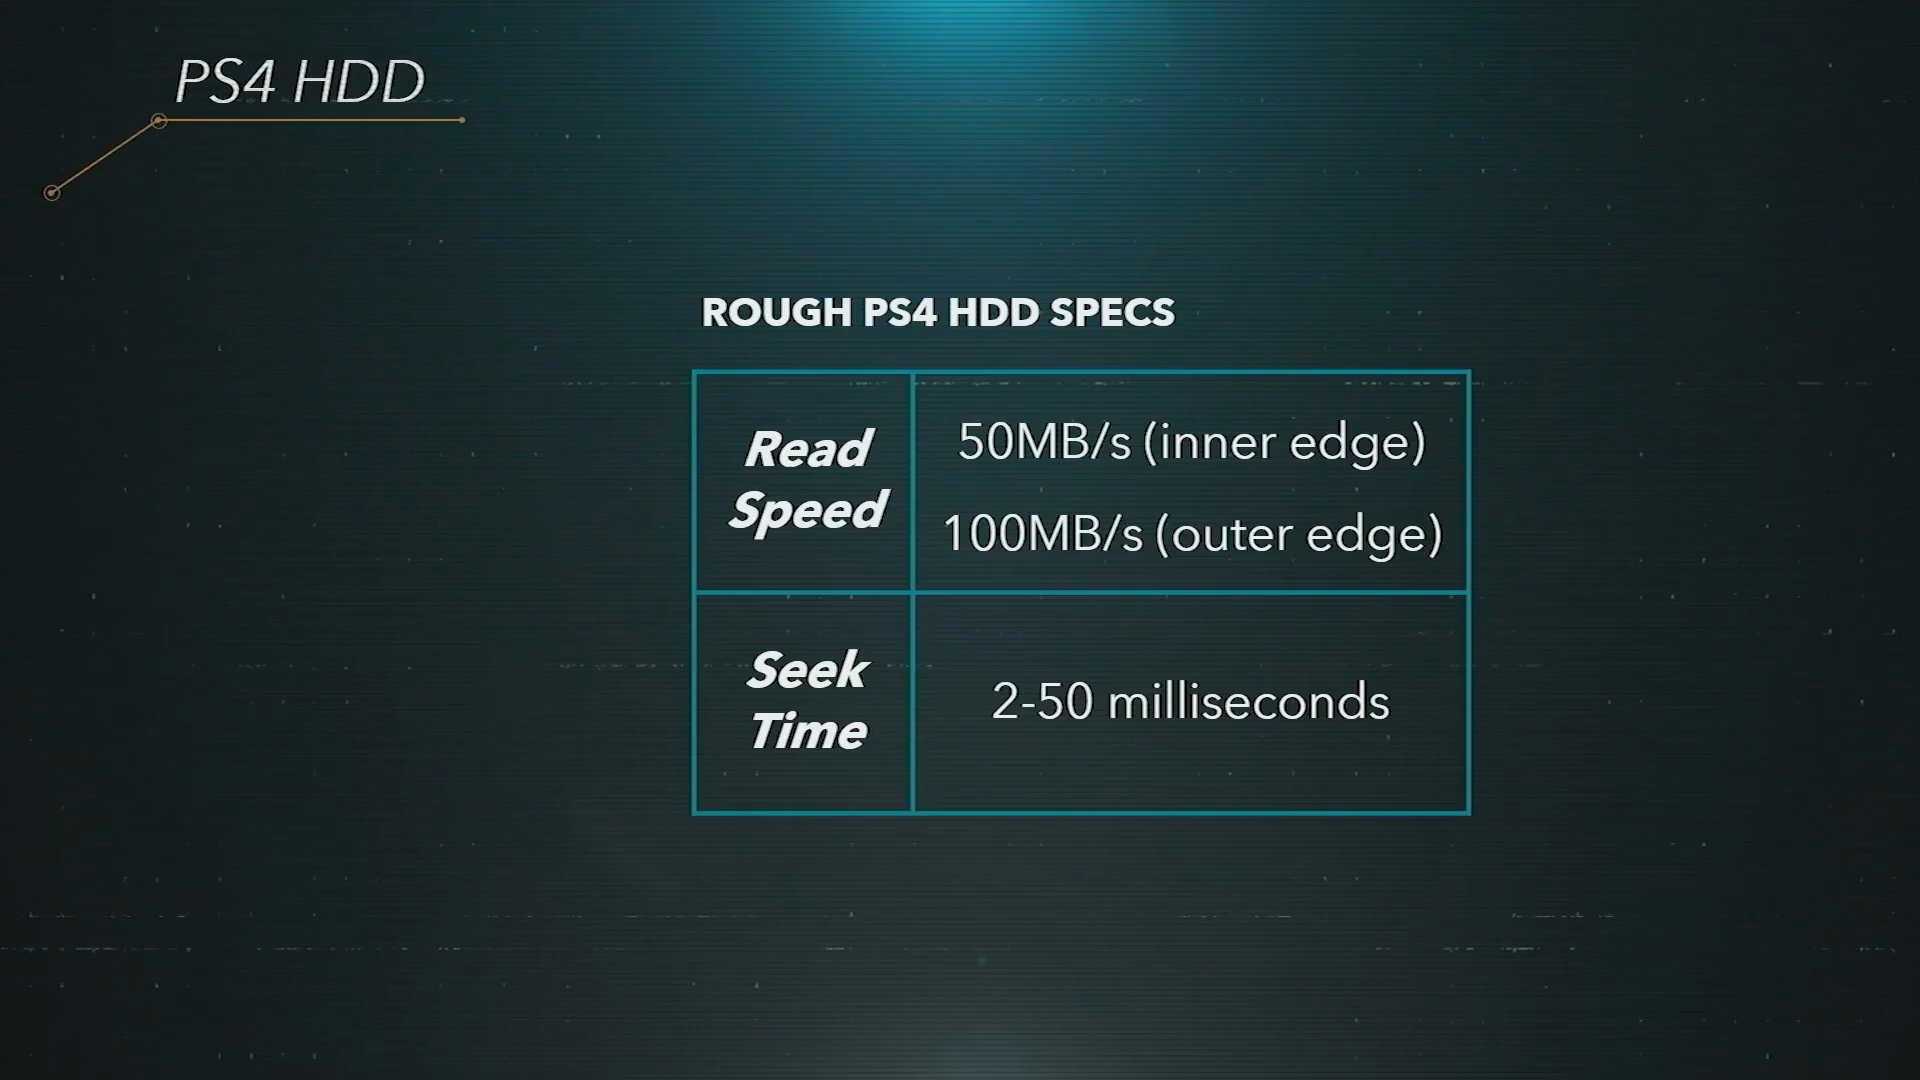 PS4 HDD
ROUGH PS4 HDD SPECS
Read
Speed
50MB/s (inner edge)
100MB/s (outer edge)
Seek
Time
2-50 milliseconds